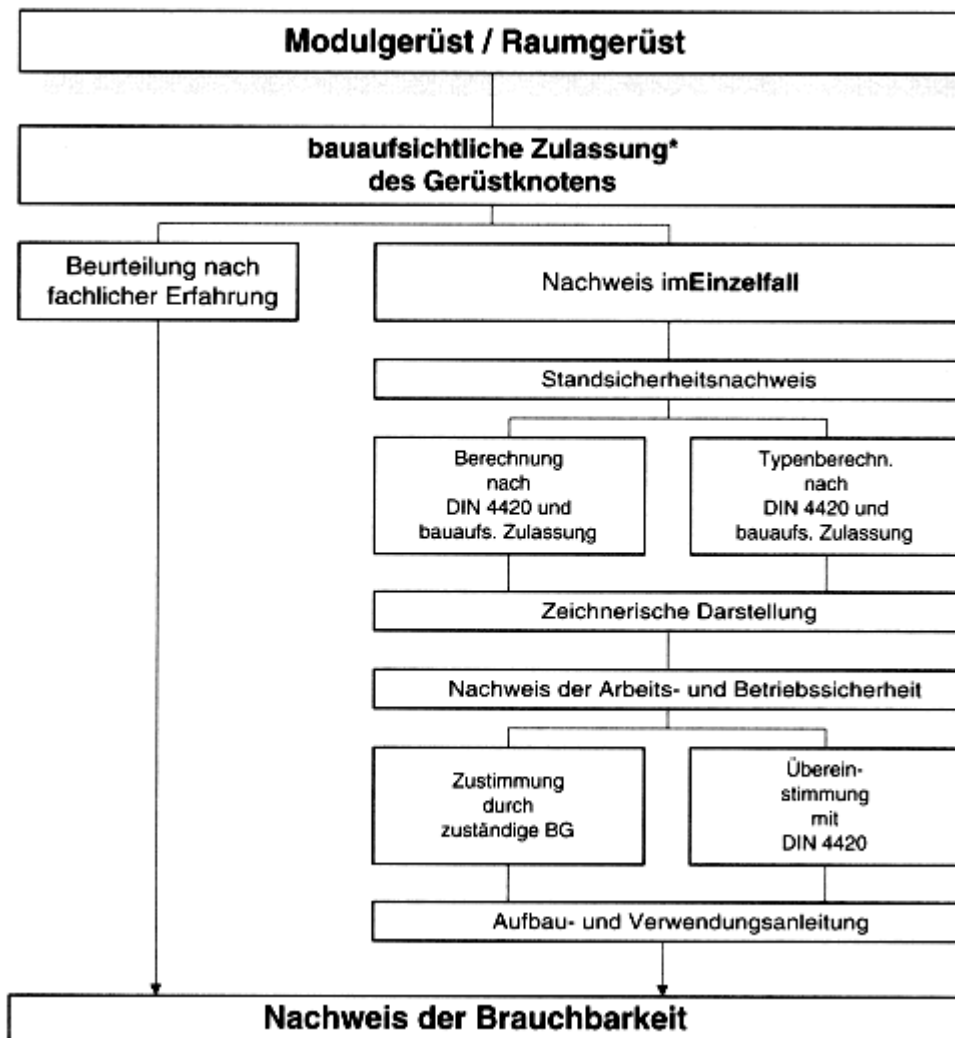 Modulgerüst / Raumgerüst
bauaufsichtliche Zulassung*
des Gerüstknotens
Beurteilung nach
fachlicher Erfahrung
Nachweis imEinzelfall
Standsicherheitsnachweis
Berechnung
nach
DIN 4420 und
bauaufs. Zulassung
Typenberechn.
nach
DIN 4420 und
bauaufs. Zulassung
Zeichnerische Darstellung
Nachweis der Arbeits- und Betriebssicherheit
Zustimmung
durch
zuständige BG
Überein-
stimmung
mit
DIN 4420
Aufbau- und Verwendungsanleitung
Nachweis der Brauchbarkeit